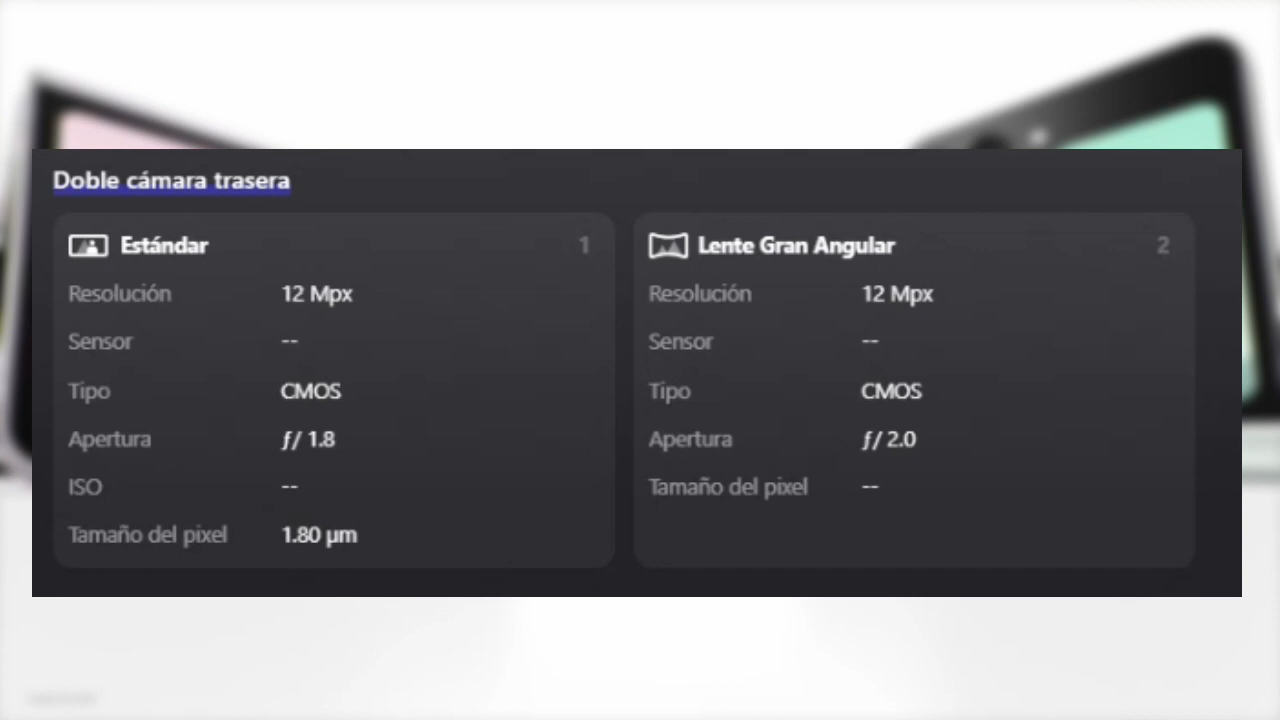 Doble cámara trasera
Estándar 1
Resolución 12 Mpx
Sensor --
Tipo CMOS
Apertura ƒ/ 1.8
ISO --
Tamaño del pixel 1.80 µm
Lente Gran Angular 2
Resolución 12 Mpx
Sensor --
Tipo CMOS
Apertura ƒ/ 2.0
Tamaño del pixel --